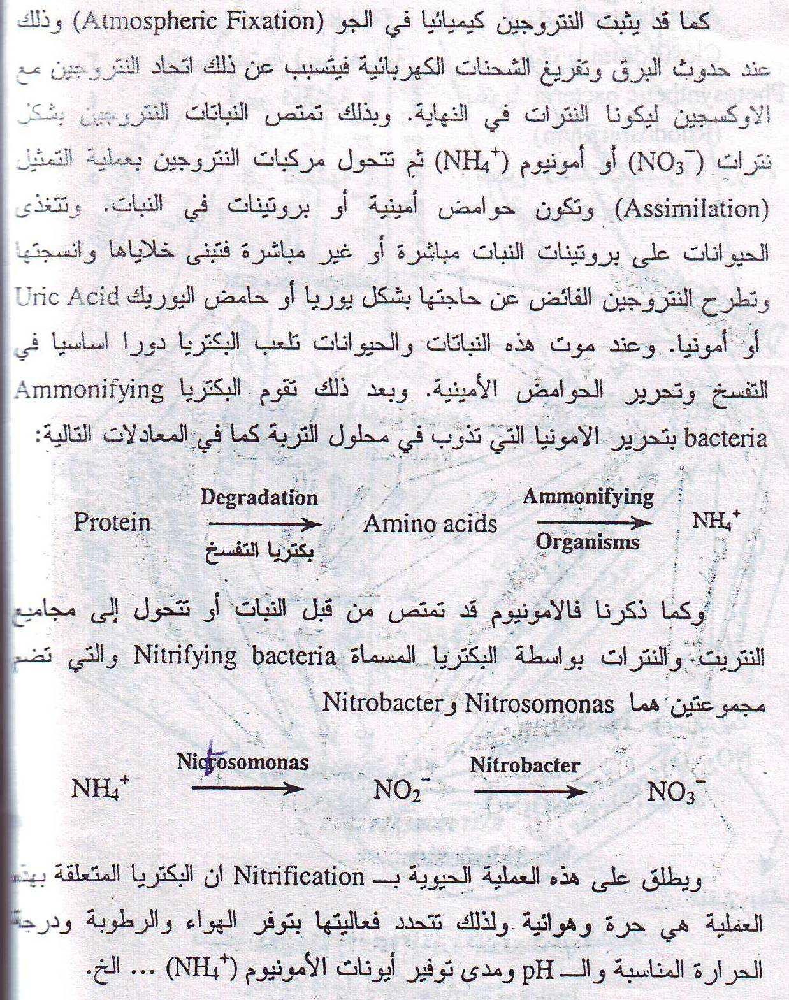 كما قد يثبت النتروجين كيميائيا في الجو (Atmospheric Fixation) وذلك
عند حدوث البرق وتفريغ الشحنات الكهربائية فيتسبب عن ذلك اتحاد النتروجين مع
الاوكسجين ليكونا النترات في النهاية. وبذلك تمتص النباتات النتروجين بشكل
نترات (NO₃⁻) أو أمونيوم (NH₄⁺) ثم تتحول مركبات النتروجين بعملية التمثيل
(Assimilation) وتكون حوامض أمينية أو بروتينات في النبات. وتتغذى
الحيوانات على بروتينات النبات مباشرة أو غير مباشرة فتبنى خلاياها وانسجتها
وتطرح النتروجين الفائض عن حاجتها بشكل يوريا أو حامض اليوريك Uric Acid
أو أمونيا. وعند موت هذه النباتات والحيوانات تلعب البكتريا دورا اساسيا في
التفسخ وتحرير الحوامض الأمينية. وبعد ذلك تقوم البكتريا Ammonifying
bacteria بتحرير الامونيا التي تذوب في محلول التربة كما في المعادلات التالية:
Degradation Ammonifying
Protein → Amino acids → NH₄⁺
بكتريا التفسخ Organisms
وكما ذكرنا فالامونيوم قد تمتص من قبل النبات أو تتحول إلى مجاميع
النتريت والنترات بواسطة البكتريا المسماة Nitrifying bacteria والتي تضم
مجموعتين هما Nitrosomonas و Nitrobacter
Nitrosomonas Nitrobacter
NH₄⁺ → NO₂⁻ → NO₃⁻
ويطلق على هذه العملية الحيوية بـ Nitrification ان البكتريا المتعلقة بهذه
العملية هي حرة وهوائية ولذلك تتحدد فعاليتها بتوفر الهواء والرطوبة ودرجة
الحرارة المناسبة والـ pH ومدى توفير أيونات الأمونيوم (NH₄⁺) ... الخ.